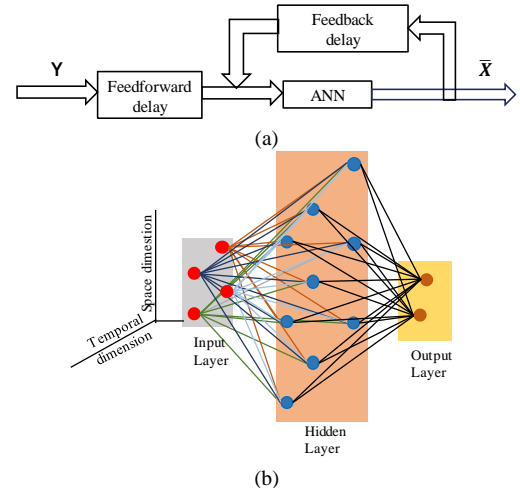 Feedback
delay
Y
X̅
Feedforward
delay
ANN
(a)
Space dimestion
Temporal
dimension
Input
Layer
Output
Layer
Hidden
Layer
(b)